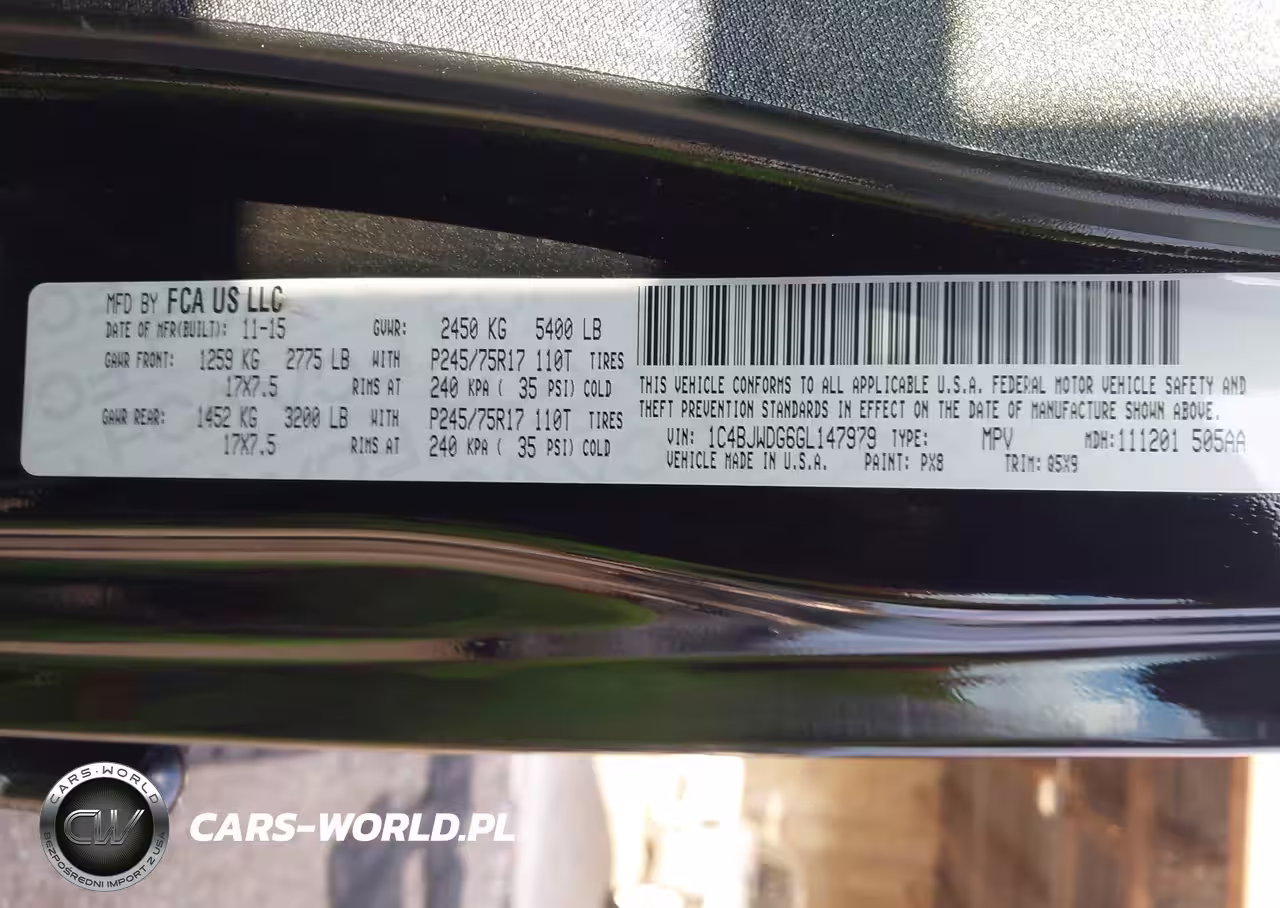 MFD BY FCA US LLC
DATE OF MFR(BUILT): 11-15 GVWR: 2450 KG 5400 LB
GAWR FRONT: 1259 KG 2775 LB WITH P245/75R17 110T TIRES
17X7.5 RIMS AT 240 KPA ( 35 PSI) COLD
GAWR REAR: 1452 KG 3200 LB WITH P245/75R17 110T TIRES
17X7.5 RIMS AT 240 KPA ( 35 PSI) COLD
THIS VEHICLE CONFORMS TO ALL APPLICABLE U.S.A. FEDERAL MOTOR VEHICLE SAFETY AND
THEFT PREVENTION STANDARDS IN EFFECT ON THE DATE OF MANUFACTURE SHOWN ABOVE.
VIN: 1C4BJWDG6GL147979 TYPE: MPV MDH:111201 505AA
VEHICLE MADE IN U.S.A. PAINT: PX8 TRIM: Q5X9
CARS-WORLD
CW
BEZPOŚREDNI IMPORT Z USA
CARS-WORLD.PL